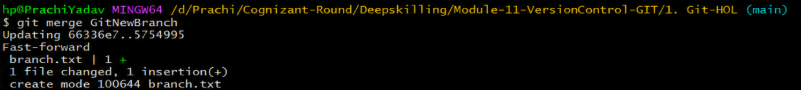 hp@PrachiYadav MINGW64 /d/Prachi/Cognizant-Round/Deepskilling/Module-11-VersionControl-GIT/1. Git-HOL (main)
$ git merge GitNewBranch
Updating 66336e7..5754995
Fast-forward
 branch.txt | 1 +
 1 file changed, 1 insertion(+)
 create mode 100644 branch.txt